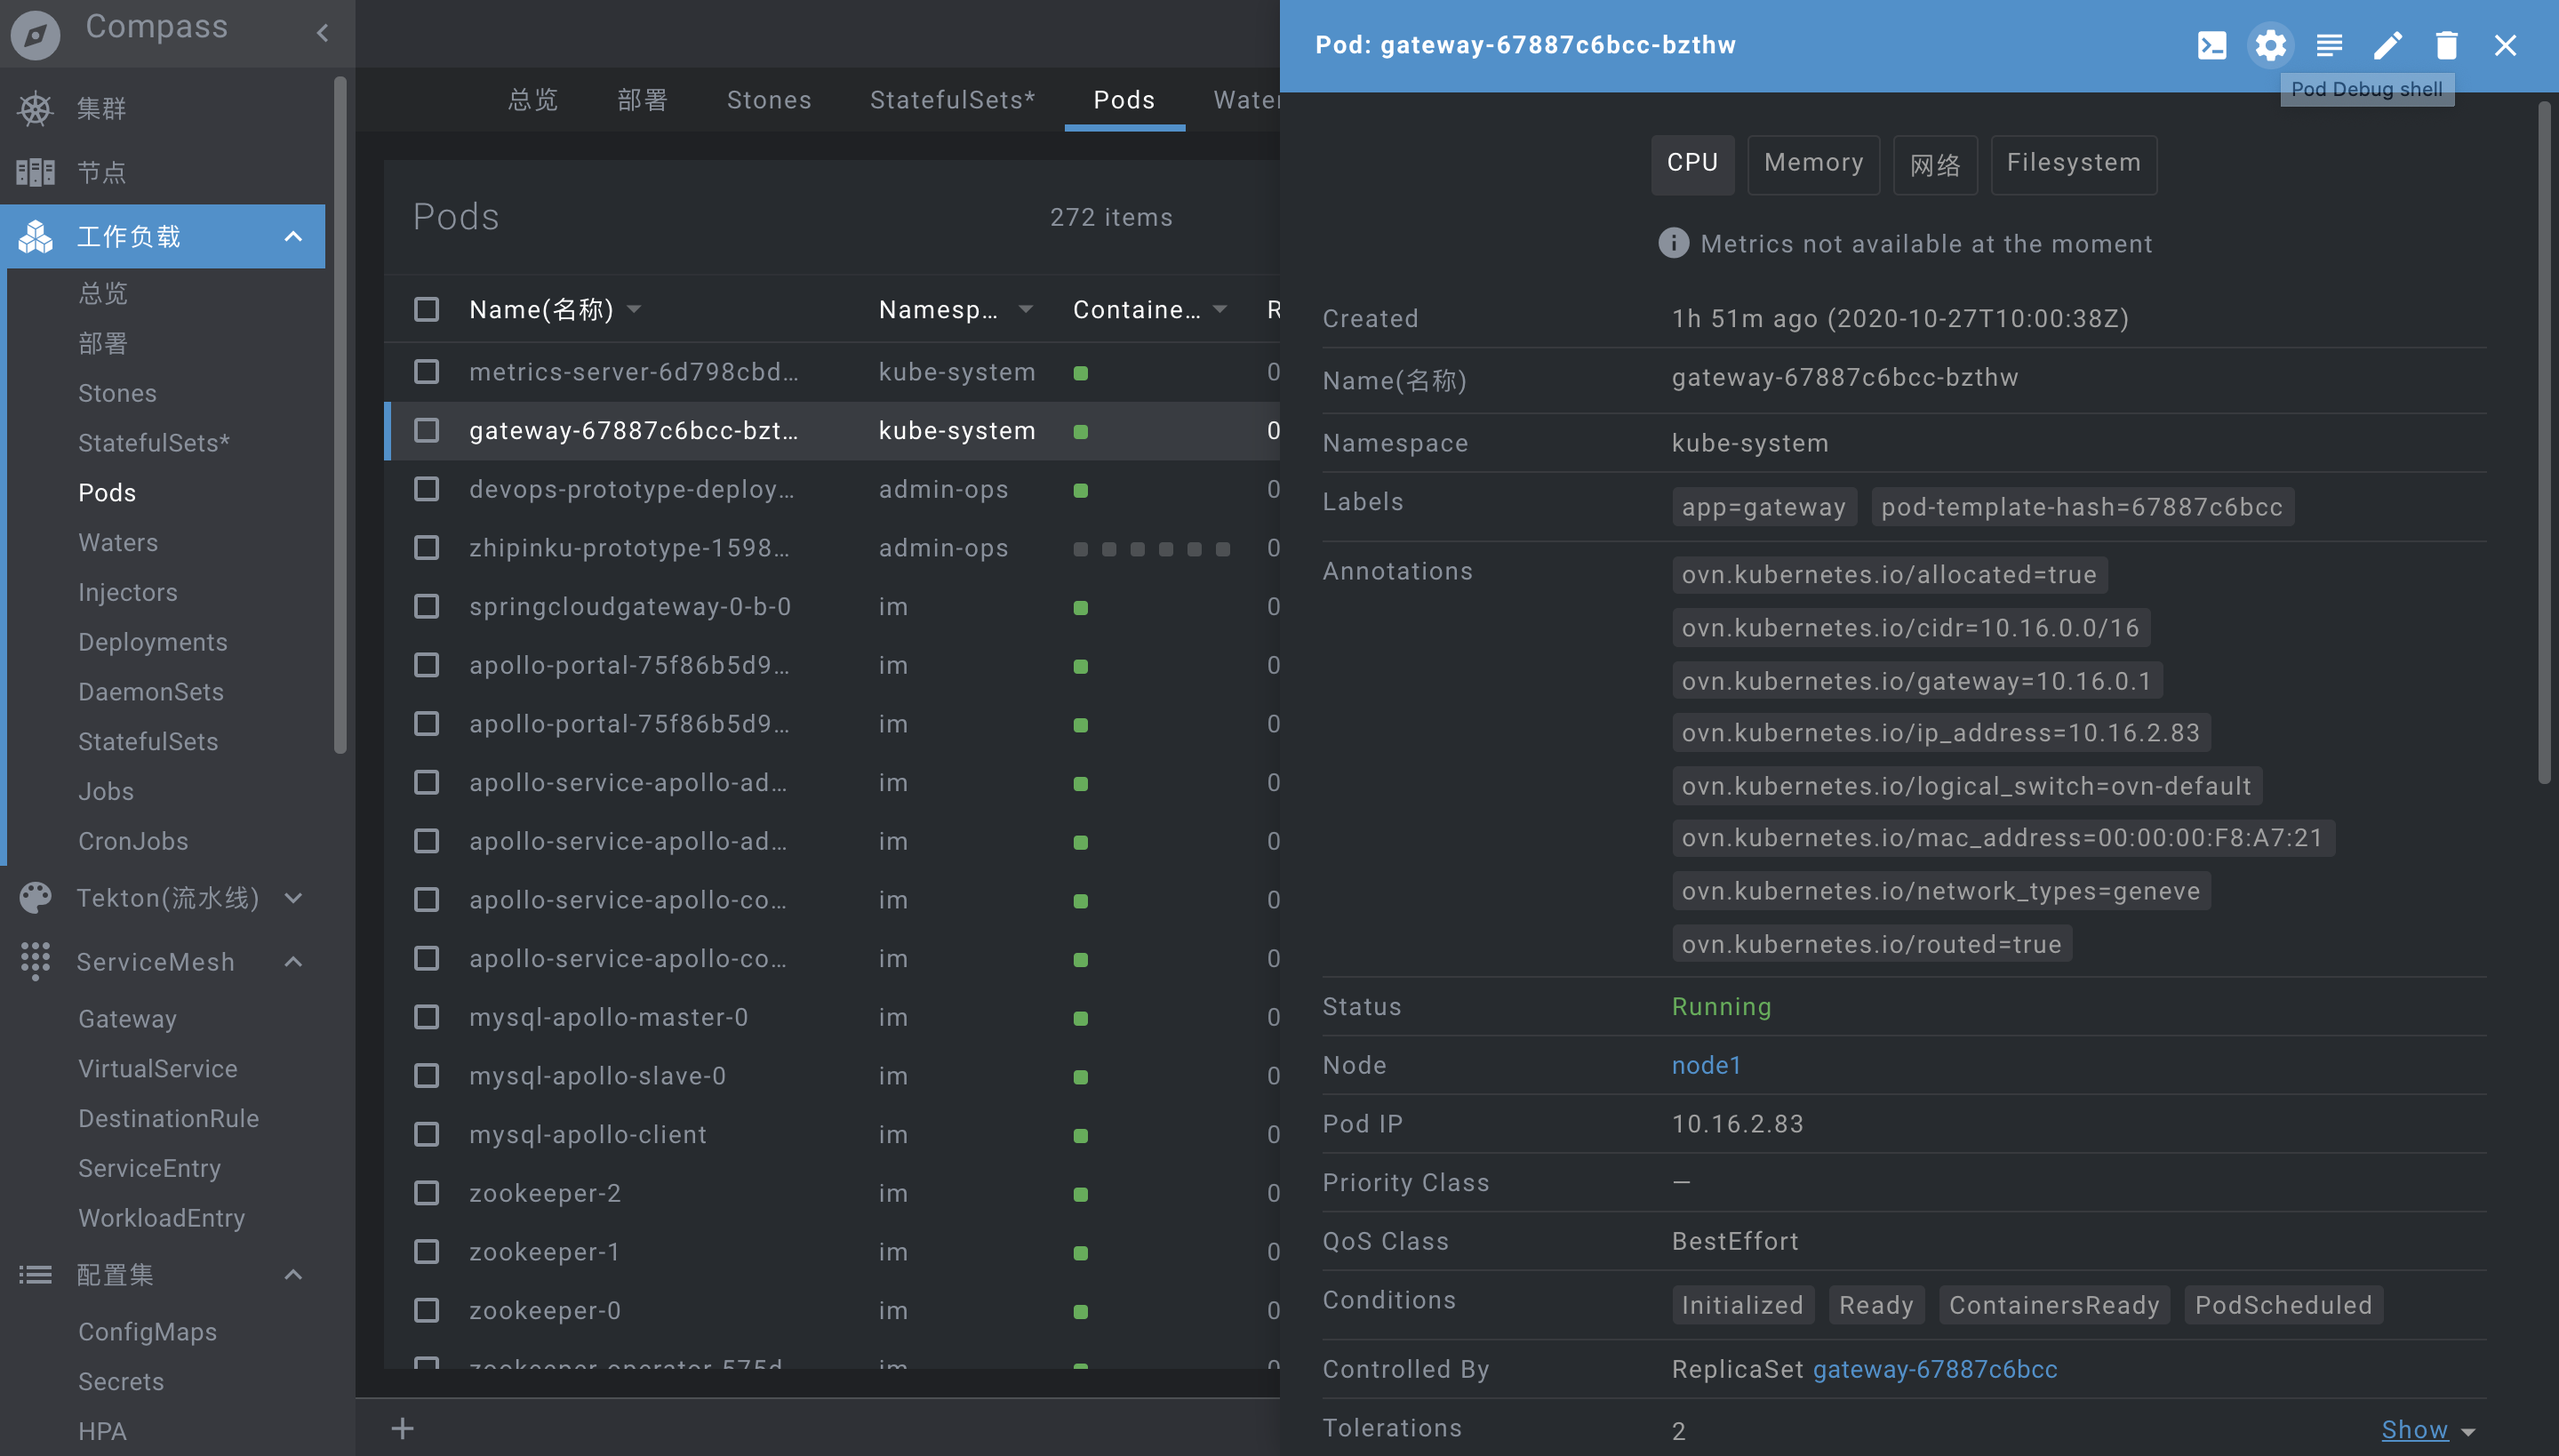 Compass
集群
节点
工作负载
总览
部署
Stones
StatefulSets*
Pods
Waters
Injectors
Deployments
DaemonSets
StatefulSets
Jobs
CronJobs
Tekton(流水线)
ServiceMesh
Gateway
VirtualService
DestinationRule
ServiceEntry
WorkloadEntry
配置集
ConfigMaps
Secrets
HPA
总览 部署 Stones StatefulSets* Pods
Pods 272 items
Name(名称) Namesp... Containe... R
metrics-server-6d798cbd... kube-system 0
gateway-67887c6bcc-bzt... kube-system 0
devops-prototype-deploy... admin-ops 0
zhipinku-prototype-1598... admin-ops 0
springcloudgateway-0-b-0 im 0
apollo-portal-75f86b5d9... im 0
apollo-portal-75f86b5d9... im 0
apollo-service-apollo-ad... im 0
apollo-service-apollo-ad... im 0
apollo-service-apollo-co... im 0
apollo-service-apollo-co... im 0
mysql-apollo-master-0 im 0
mysql-apollo-slave-0 im 0
mysql-apollo-client im 0
zookeeper-2 im 0
zookeeper-1 im 0
zookeeper-0 im 0
zookeeper-operator-575d im 0
Pod: gateway-67887c6bcc-bzthw
Pod Debug shell
CPU Memory 网络 Filesystem
Metrics not available at the moment
Created 1h 51m ago (2020-10-27T10:00:38Z)
Name(名称) gateway-67887c6bcc-bzthw
Namespace kube-system
Labels app=gateway pod-template-hash=67887c6bcc
Annotations ovn.kubernetes.io/allocated=true
ovn.kubernetes.io/cidr=10.16.0.0/16
ovn.kubernetes.io/gateway=10.16.0.1
ovn.kubernetes.io/ip_address=10.16.2.83
ovn.kubernetes.io/logical_switch=ovn-default
ovn.kubernetes.io/mac_address=00:00:00:F8:A7:21
ovn.kubernetes.io/network_types=geneve
ovn.kubernetes.io/routed=true
Status Running
Node node1
Pod IP 10.16.2.83
Priority Class —
QoS Class BestEffort
Conditions Initialized Ready ContainersReady PodScheduled
Controlled By ReplicaSet gateway-67887c6bcc
Tolerations 2 Show